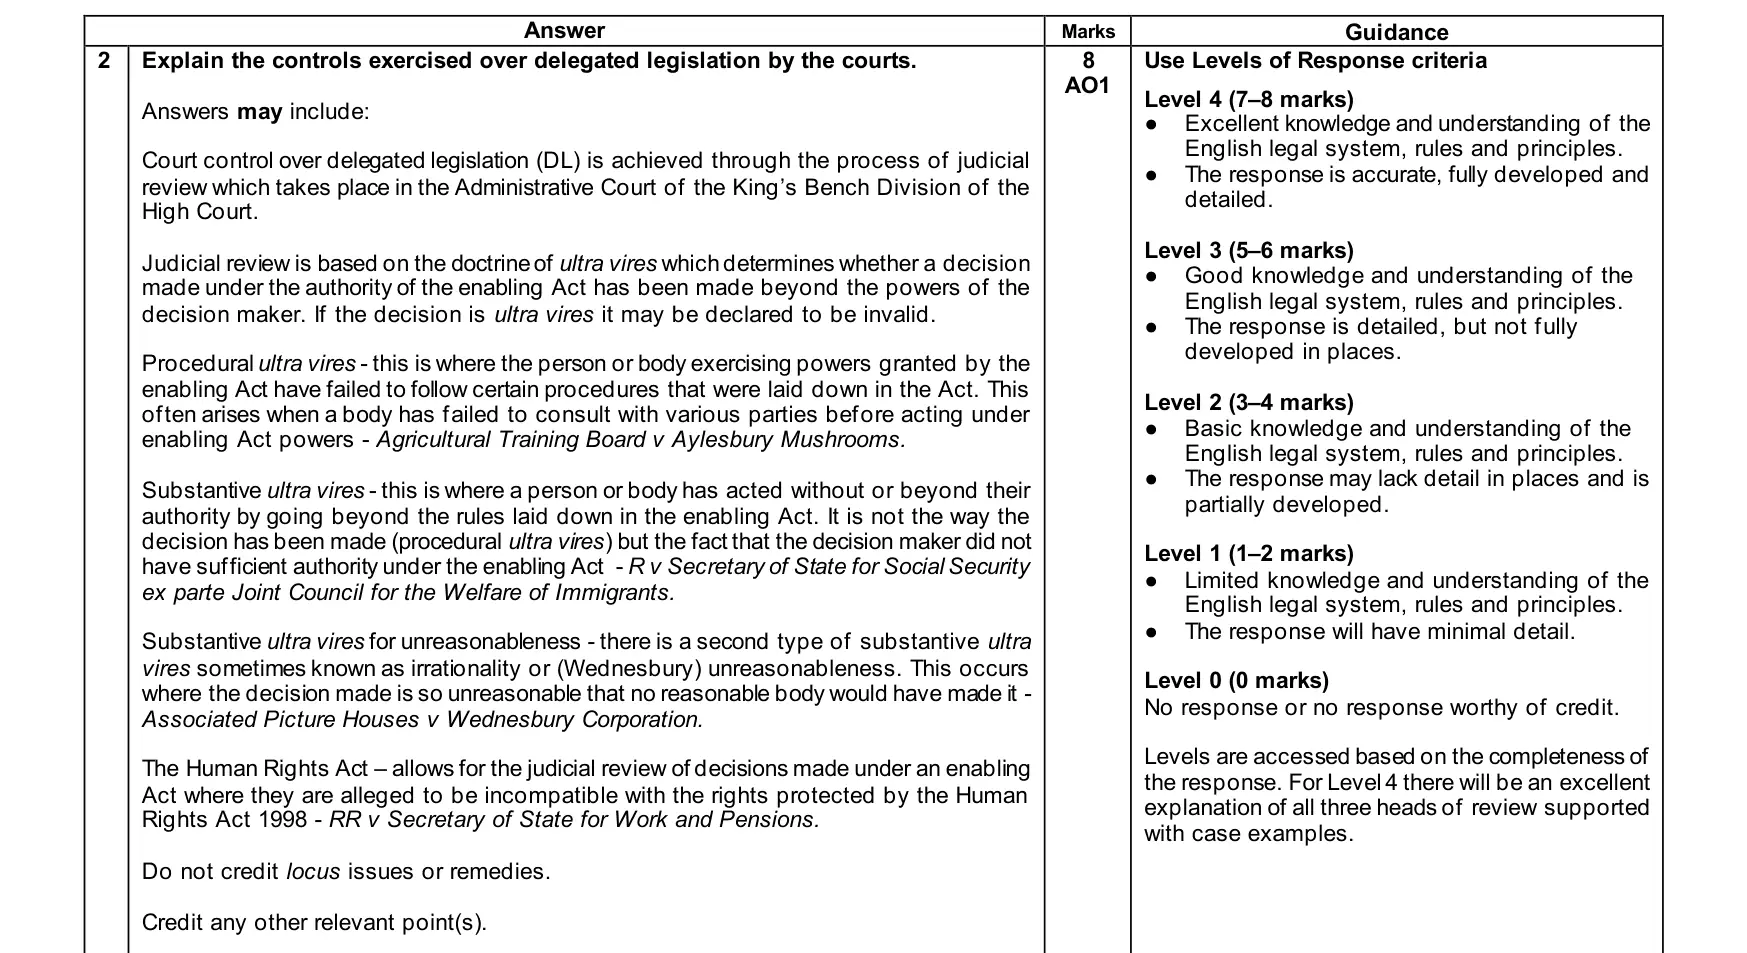 Answer Marks Guidance
2 Explain the controls exercised over delegated legislation by the courts.
Answers may include:
Court control over delegated legislation (DL) is achieved through the process of judicial
review which takes place in the Administrative Court of the King's Bench Division of the
High Court.
Judicial review is based on the doctrine of ultra vires which determines whether a decision
made under the authority of the enabling Act has been made beyond the powers of the
decision maker. If the decision is ultra vires it may be declared to be invalid.
Procedural ultra vires - this is where the person or body exercising powers granted by the
enabling Act have failed to follow certain procedures that were laid down in the Act. This
often arises when a body has failed to consult with various parties before acting under
enabling Act powers - Agricultural Training Board v Aylesbury Mushrooms.
Substantive ultra vires - this is where a person or body has acted without or beyond their
authority by going beyond the rules laid down in the enabling Act. It is not the way the
decision has been made (procedural ultra vires) but the fact that the decision maker did not
have sufficient authority under the enabling Act - R v Secretary of State for Social Security
ex parte Joint Council for the Welfare of Immigrants.
Substantive ultra vires for unreasonableness - there is a second type of substantive ultra
vires sometimes known as irrationality or (Wednesbury) unreasonableness. This occurs
where the decision made is so unreasonable that no reasonable body would have made it -
Associated Picture Houses v Wednesbury Corporation.
The Human Rights Act – allows for the judicial review of decisions made under an enabling
Act where they are alleged to be incompatible with the rights protected by the Human
Rights Act 1998 - RR v Secretary of State for Work and Pensions.
Do not credit locus issues or remedies.
Credit any other relevant point(s).
8
AO1
Use Levels of Response criteria
Level 4 (7–8 marks)
● Excellent knowledge and understanding of the
English legal system, rules and principles.
● The response is accurate, fully developed and
detailed.
Level 3 (5–6 marks)
● Good knowledge and understanding of the
English legal system, rules and principles.
● The response is detailed, but not fully
developed in places.
Level 2 (3–4 marks)
● Basic knowledge and understanding of the
English legal system, rules and principles.
● The response may lack detail in places and is
partially developed.
Level 1 (1–2 marks)
● Limited knowledge and understanding of the
English legal system, rules and principles.
● The response will have minimal detail.
Level 0 (0 marks)
No response or no response worthy of credit.
Levels are accessed based on the completeness of
the response. For Level 4 there will be an excellent
explanation of all three heads of review supported
with case examples.